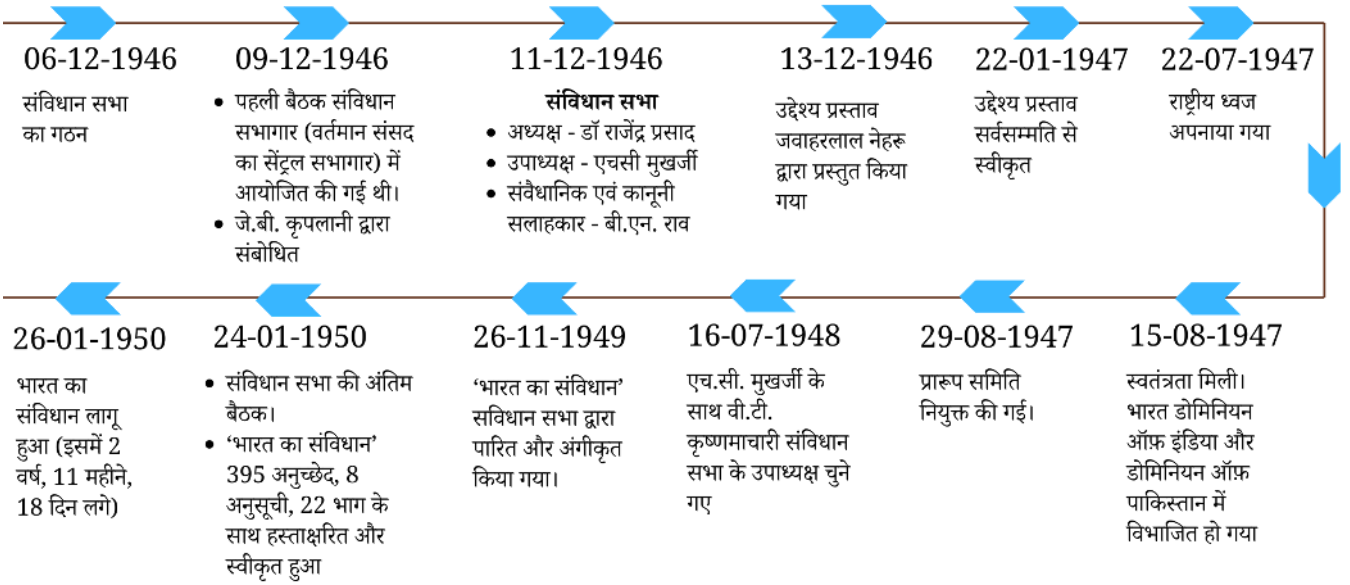 06-12-1946
संविधान सभा
का गठन
09-12-1946
• पहली बैठक संविधान
सभागार (वर्तमान संसद
का सेंट्रल सभागार) में
आयोजित की गई थी।
• जे.बी. कृपलानी द्वारा
संबोधित
11-12-1946
संविधान सभा
• अध्यक्ष - डॉ राजेंद्र प्रसाद
• उपाध्यक्ष - एचसी मुखर्जी
• संवैधानिक एवं कानूनी
सलाहकार - बी.एन. राव
13-12-1946
उद्देश्य प्रस्ताव
जवाहरलाल नेहरू
द्वारा प्रस्तुत किया
गया
22-01-1947
उद्देश्य प्रस्ताव
सर्वसम्मति से
स्वीकृत
22-07-1947
राष्ट्रीय ध्वज
अपनाया गया
26-01-1950
भारत का
संविधान लागू
हुआ (इसमें 2
वर्ष, 11 महीने,
18 दिन लगे)
24-01-1950
• संविधान सभा की अंतिम
बैठक।
• ‘भारत का संविधान’
395 अनुच्छेद, 8
अनुसूची, 22 भाग के
साथ हस्ताक्षरित और
स्वीकृत हुआ
26-11-1949
‘भारत का संविधान’
सविधान सभा द्वारा
पारित और अंगीकृत
किया गया।
16-07-1948
एच.सी. मुखर्जी के
साथ वी.टी.
कृष्णमाचारी संविधान
सभा के उपाध्यक्ष चुने
गए
29-08-1947
प्रारूप समिति
नियुक्त की गई।
15-08-1947
स्वतंत्रता मिली।
भारत डोमिनियन
ऑफ़ इंडिया और
डोमिनियन ऑफ़
पाकिस्तान में
विभाजित हो गया